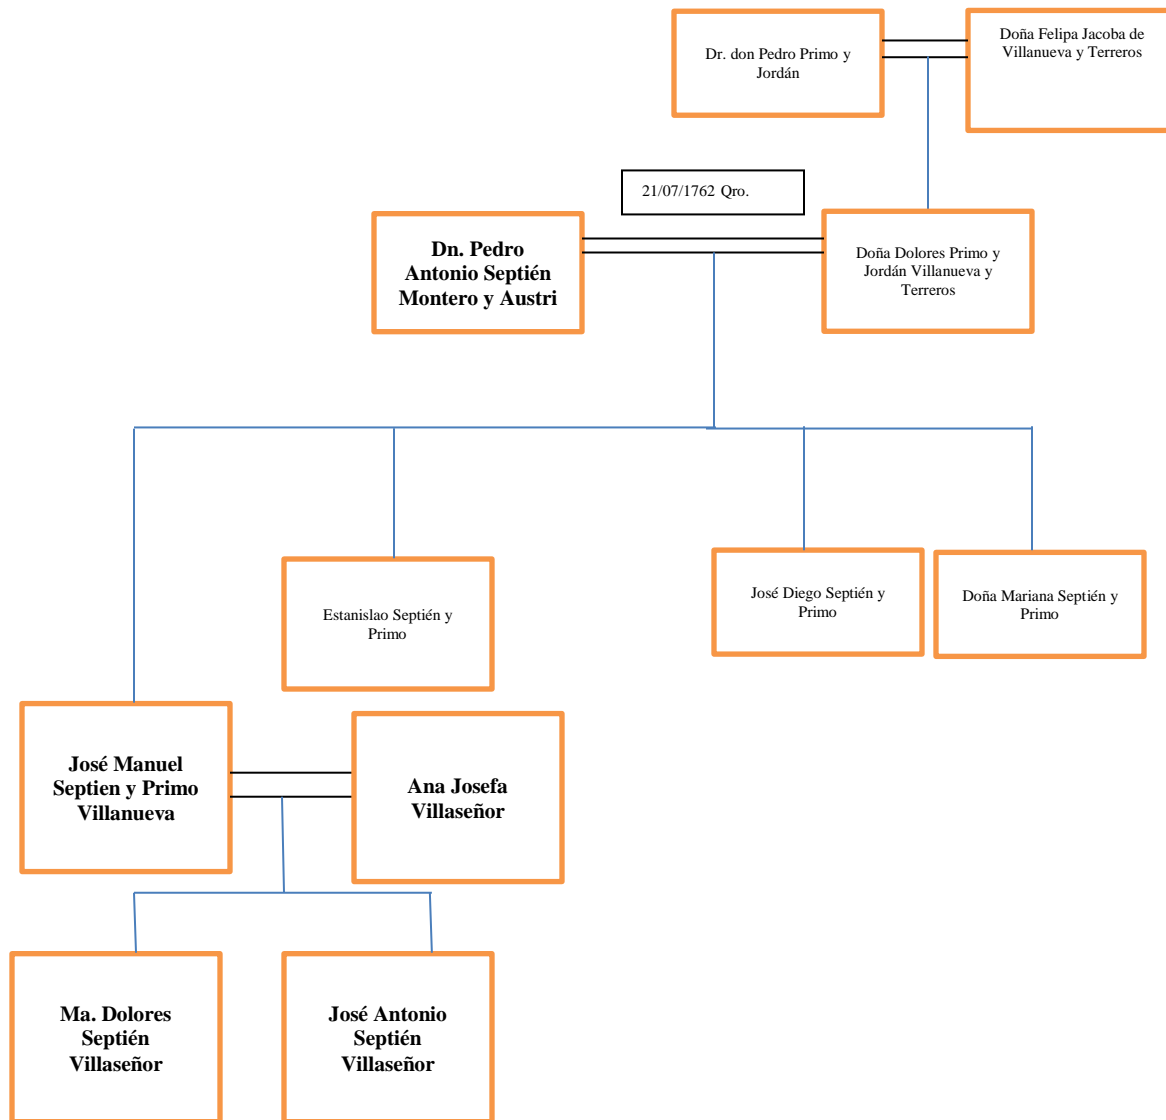 Dr. don Pedro Primo y
Jordán
Doña Felipa Jacoba de
Villanueva y Terreros
21/07/1762 Qro.
Dn. Pedro
Antonio Septién
Montero y Austri
Doña Dolores Primo y
Jordán Villanueva y
Terreros
Estanislao Septién y
Primo
José Diego Septién y
Primo
Doña Mariana Septién y
Primo
José Manuel
Septien y Primo
Villanueva
Ana Josefa
Villaseñor
Ma. Dolores
Septién
Villaseñor
José Antonio
Septién
Villaseñor